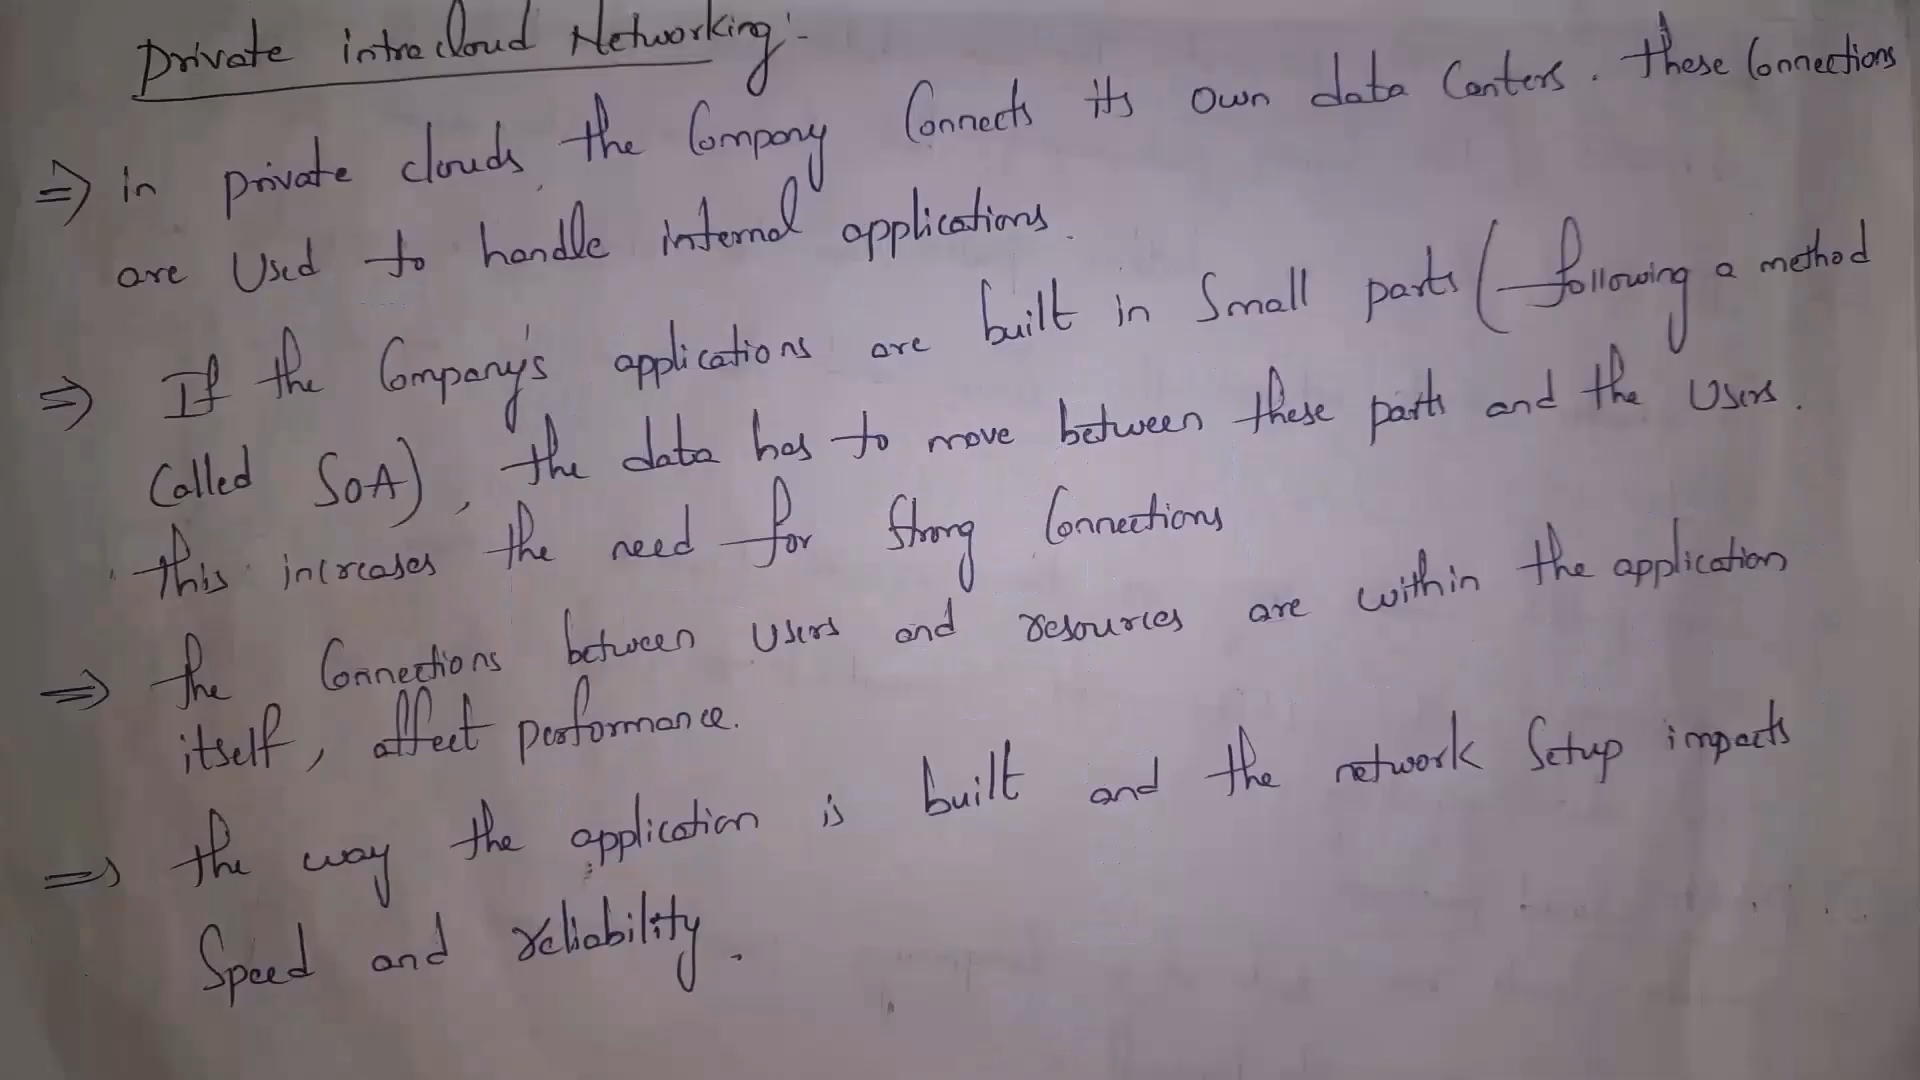 Private intracloud Networking:-
⇒ in private clouds, the Company Connects its own data Centers. These Connections
are Used to handle internal applications.
⇒ If the Company's applications are built in Small parts (following a method
Called SOA), the data has to move between these parts and the Users.
This increases the need for Strong Connections
⇒ the Connections between Users and resources are within the application
itself, affect performance.
⇒ the way the application is built and the network Setup impacts
Speed and reliability.